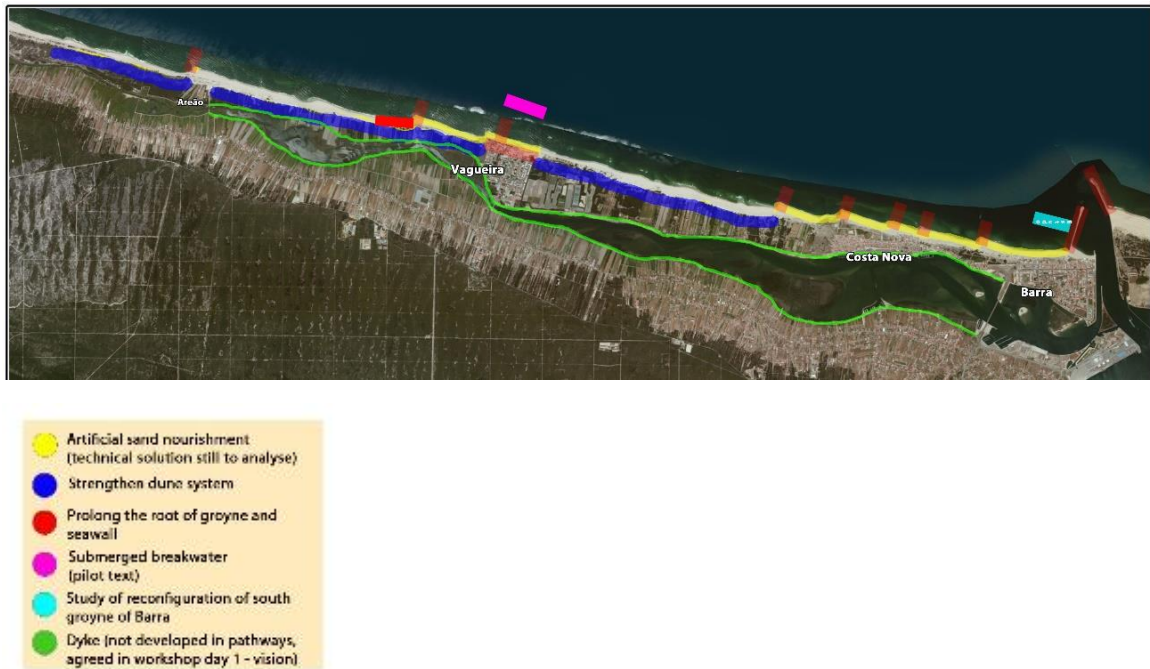 Areão
Vagueira
Costa Nova
Barra
Artificial sand nourishment
(technical solution still to analyse)
Strengthen dune system
Prolong the root of groyne and
seawall
Submerged breakwater
(pilot text)
Study of reconfiguration of south
groyne of Barra
Dyke (not developed in pathways,
agreed in workshop day 1 - vision)